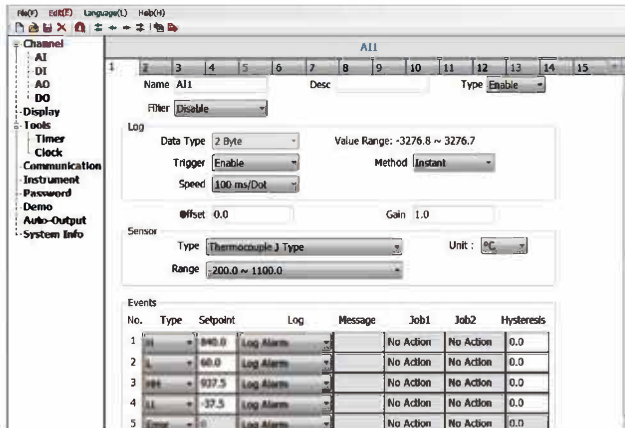 File(F) Edit(E) Language(L) Help(H)
Channel
AI
DI
AO
DO
Display
Tools
Timer
Clock
Communication
Instrument
Password
Demo
Auto-Output
System Info
AI1
1 2 3 4 5 6 7 8 9 10 11 12 13 14 15
Name AI1 Desc Type Enable
Filter Disable
Log
Data Type 2 Byte Value Range: -3276.8 ~ 3276.7
Trigger Enable Method Instant
Speed 100 ms/Dot
Offset 0.0 Gain 1.0
Sensor
Type Thermocouple J Type Unit : °C
Range -200.0 ~ 1100.0
Events
No. Type Setpoint Log Message Job1 Job2 Hysteresis
1 H 840.0 Log Alarm No Action No Action 0.0
2 L 60.0 Log Alarm No Action No Action 0.0
3 HH 937.5 Log Alarm No Action No Action 0.0
4 LL -37.5 Log Alarm No Action No Action 0.0
5 Error 0 Log Alarm No Action No Action 0.0